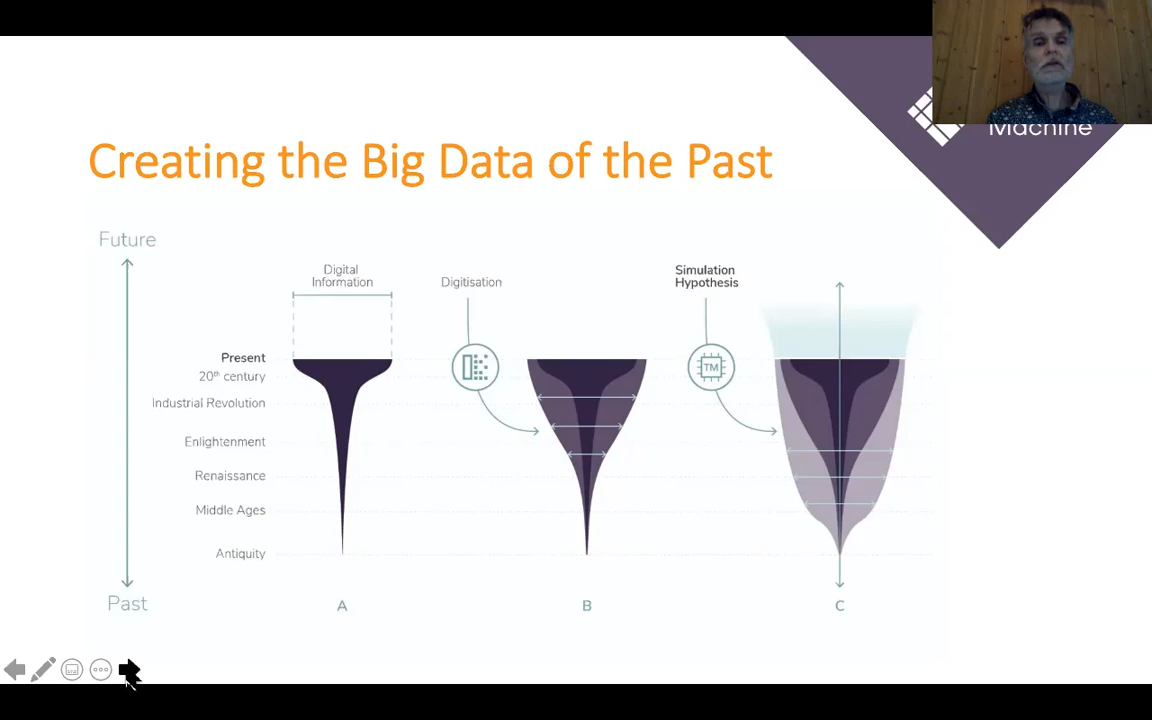 Machine
Creating the Big Data of the Past
Future
Digital
Information
Digitisation
Simulation
Hypothesis
TM
Present
20th century
Industrial Revolution
Enlightenment
Renaissance
Middle Ages
Antiquity
Past
A
B
C